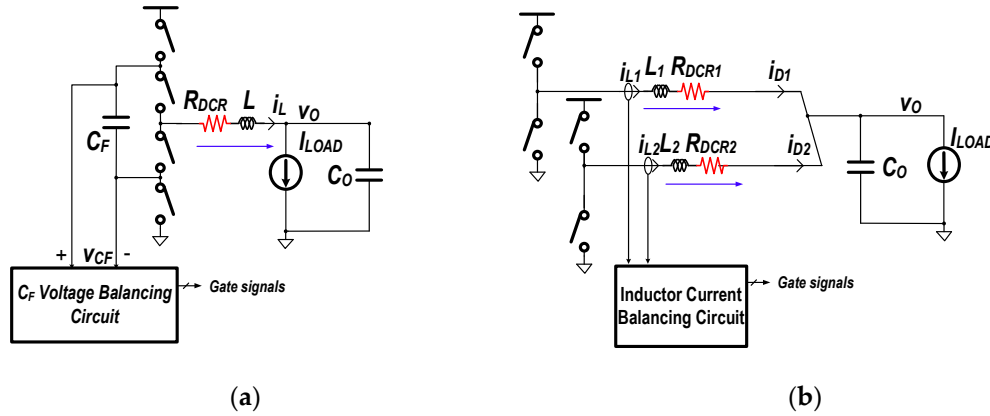 R_DCR L i_L v_O
C_F
I_LOAD
C_O
+ v_CF -
C_F Voltage Balancing
Circuit
Gate signals
(a)
i_L1 L_1 R_DCR1 i_D1
i_L2 L_2 R_DCR2 i_D2
v_O
I_LOAD
C_O
Inductor Current
Balancing Circuit
Gate signals
(b)